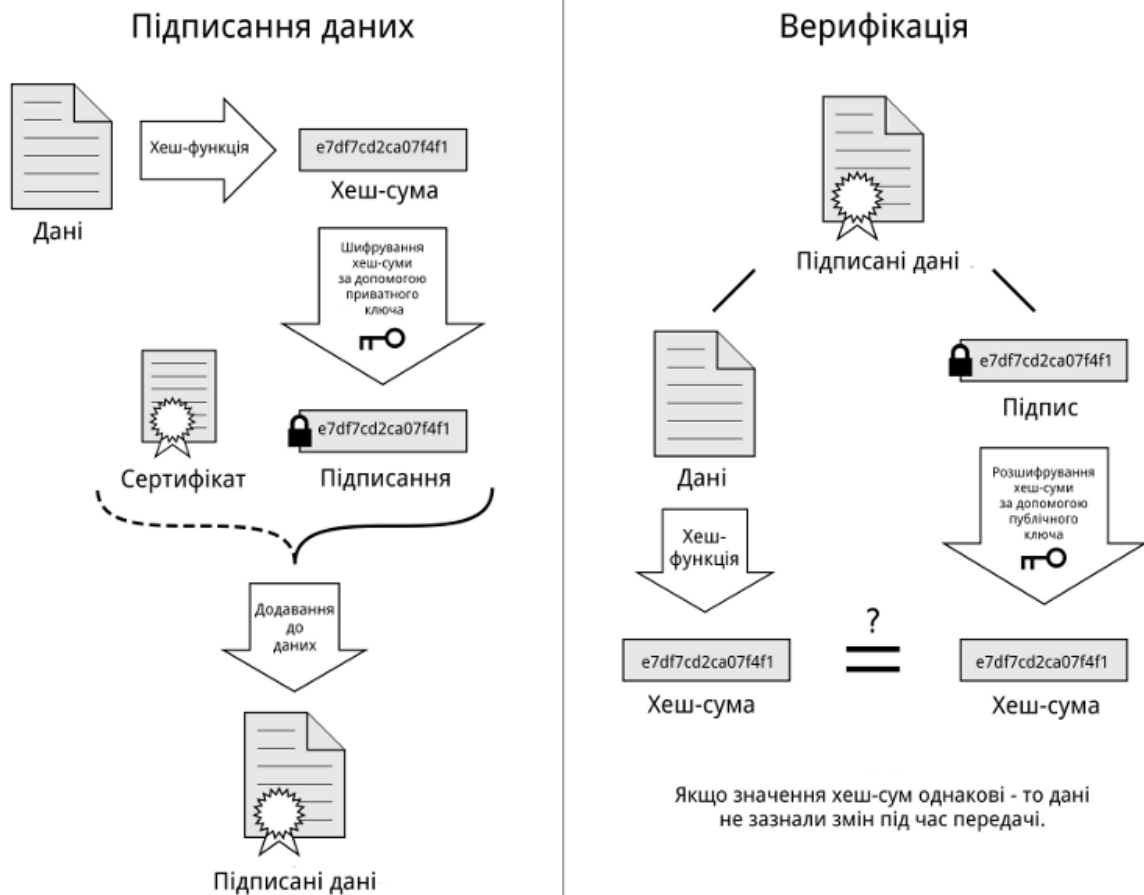 Підписання даних
Дані
Хеш-функція
e7df7cd2ca07f4f1
Хеш-сума
Шифрування
хеш-суми
за допомогою
приватного
ключа
Сертифікат
e7df7cd2ca07f4f1
Підписання
Додавання
до
даних
Підписані дані
Верифікація
Підписані дані
Дані
Хеш-
функція
e7df7cd2ca07f4f1
Хеш-сума
e7df7cd2ca07f4f1
Підпис
Розшифрування
хеш-суми
за допомогою
публічного
ключа
?
e7df7cd2ca07f4f1
Хеш-сума
Якщо значення хеш-сум однакові - то дані
не зазнали змін під час передачі.